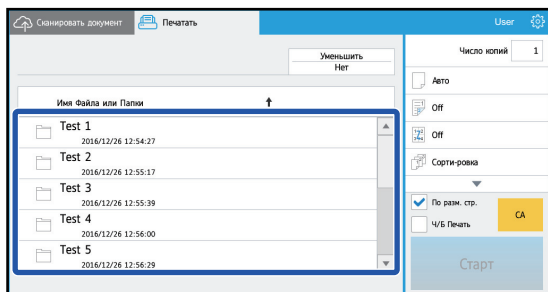 Сканировать документ
Печатать
User
Число копий 1
Уменьшить
Нет
Авто
Имя Файла или Папки
Off
Test 1
2016/12/26 12:54:27
Off
Test 2
2016/12/26 12:55:17
Сорти-ровка
Test 3
2016/12/26 12:55:39
По разм. стр.
Test 4
2016/12/26 12:56:00
Ч/Б Печать
CA
Test 5
2016/12/26 12:56:29
Старт